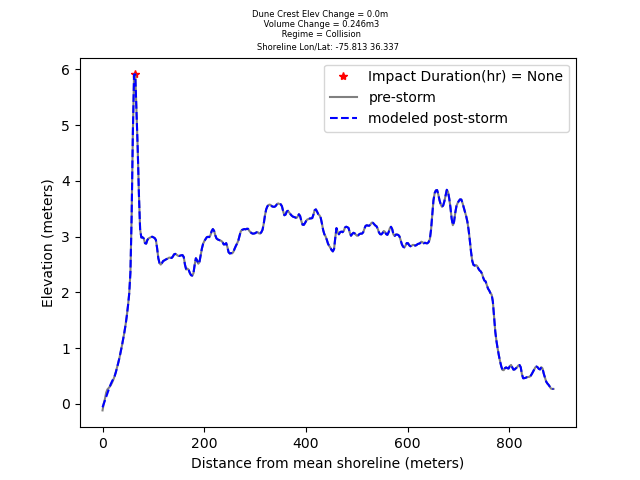 Dune Crest Elev Change = 0.0m
Volume Change = 0.246m3
Regime = Collision
Shoreline Lon/Lat: -75.813 36.337
Impact Duration(hr) = None
pre-storm
modeled post-storm
6
5
4
3
2
1
0
Elevation (meters)
0 200 400 600 800
Distance from mean shoreline (meters)